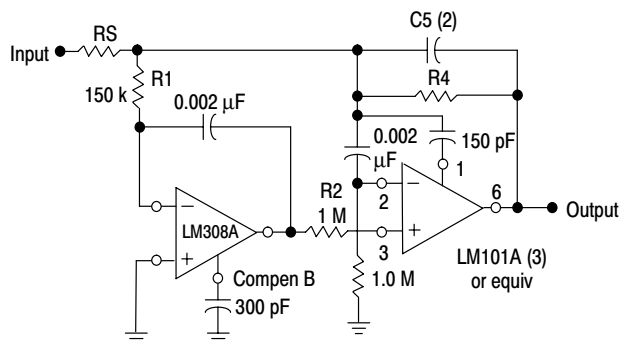 C5 (2)
RS
Input
R4
R1
150 k
0.002 μF
0.002
μF
150 pF
1
R2
1 M
2
−
6
Output
−
LM308A
+
3
+
LM101A (3)
or equiv
Compen B
1.0 M
300 pF